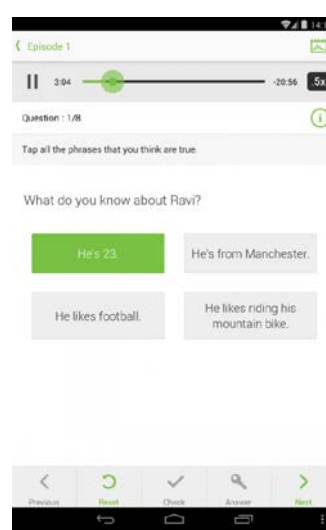 14:1
Episode 1
3:04
-20:56
.5x
Question : 1/8
Tap all the phrases that you think are true.
What do you know about Ravi?
He's 23.
He's from Manchester.
He likes football.
He likes riding his
mountain bike.
Previous
Reset
Check
Answer
Next